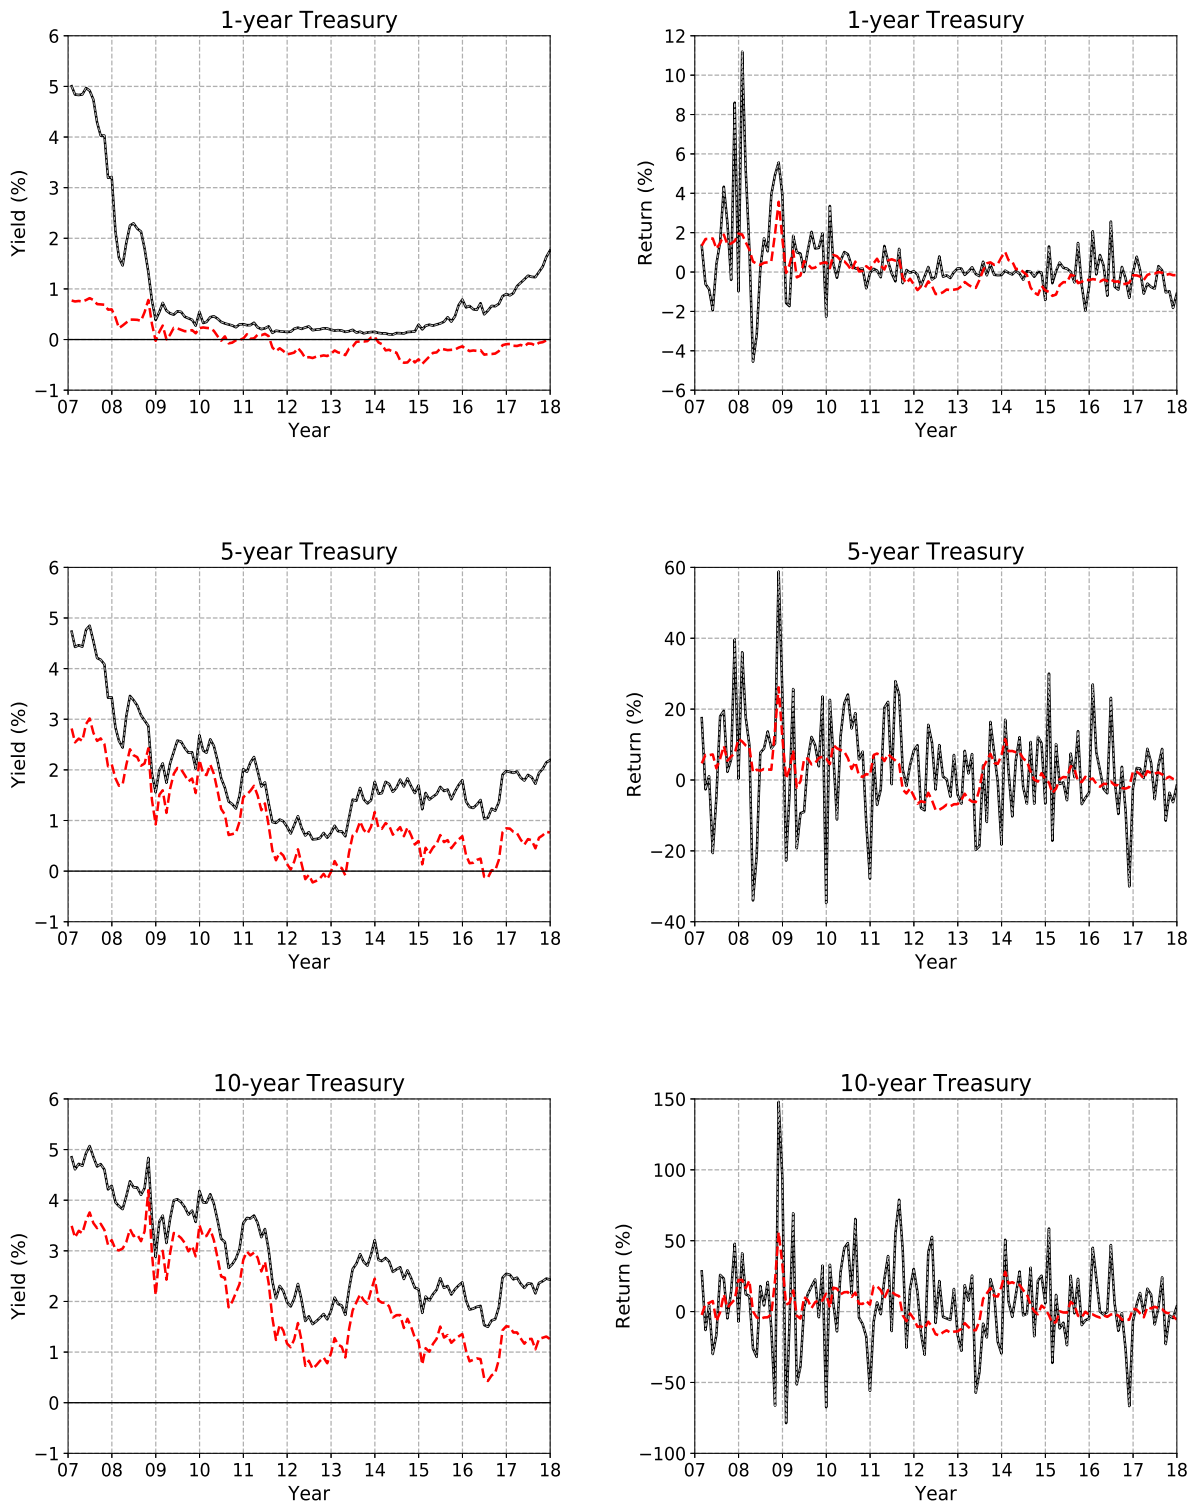 1-year Treasury
6
5
4
3
2
1
0
−1
Yield (%)
07 08 09 10 11 12 13 14 15 16 17 18
Year
1-year Treasury
12
10
8
6
4
2
0
−2
−4
−6
Return (%)
07 08 09 10 11 12 13 14 15 16 17 18
Year
5-year Treasury
6
5
4
3
2
1
0
−1
Yield (%)
07 08 09 10 11 12 13 14 15 16 17 18
Year
5-year Treasury
60
40
20
0
−20
−40
Return (%)
07 08 09 10 11 12 13 14 15 16 17 18
Year
10-year Treasury
6
5
4
3
2
1
0
−1
Yield (%)
07 08 09 10 11 12 13 14 15 16 17 18
Year
10-year Treasury
150
100
50
0
−50
−100
Return (%)
07 08 09 10 11 12 13 14 15 16 17 18
Year